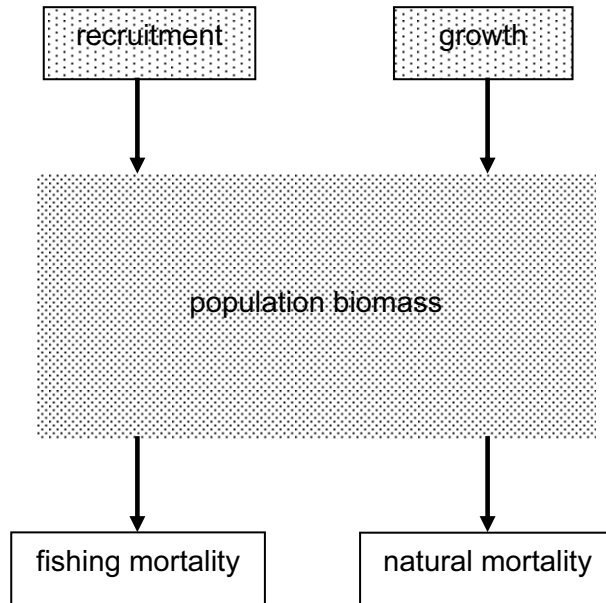 recruitment
growth
population biomass
fishing mortality
natural mortality